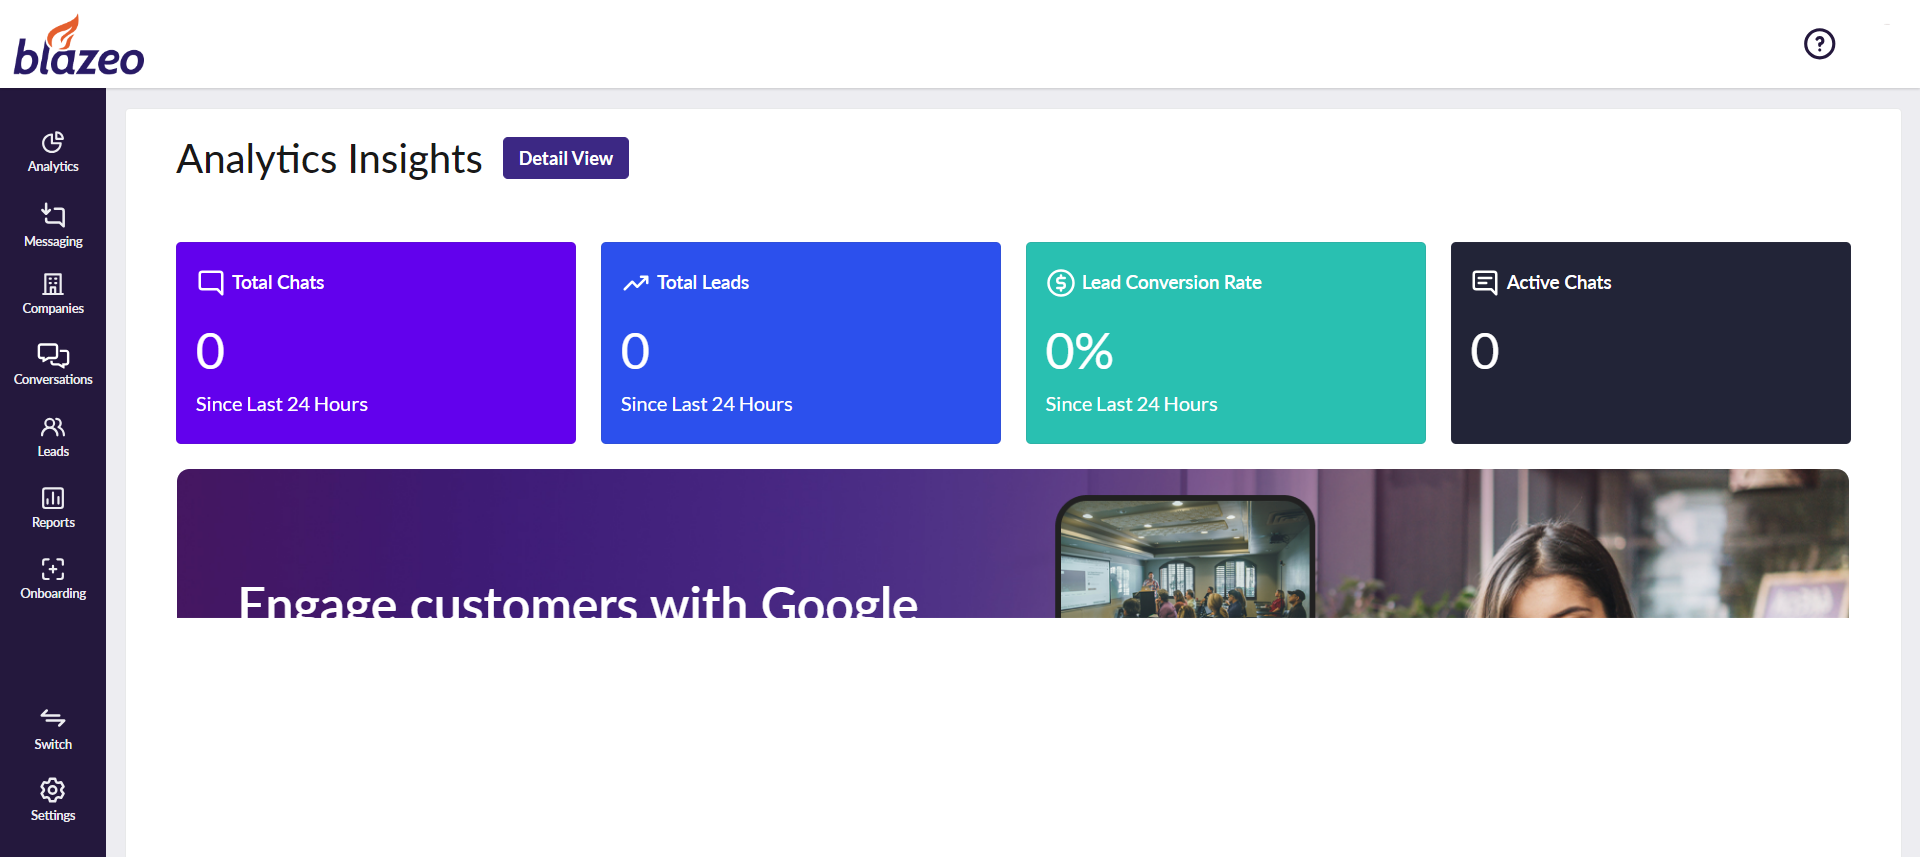 blazeo
Analytics
Messaging
Companies
Conversations
Leads
Reports
Onboarding
Switch
Settings
Analytics Insights
Detail View
Total Chats
0
Since Last 24 Hours
Total Leads
0
Since Last 24 Hours
Lead Conversion Rate
0%
Since Last 24 Hours
Active Chats
0
Engage customers with Google